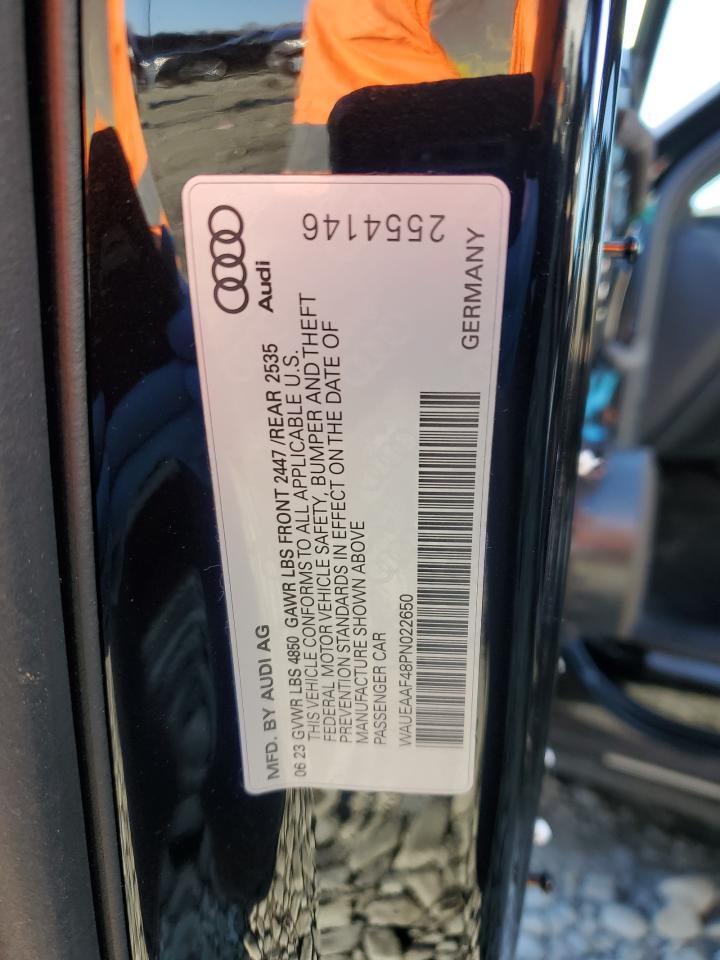 MFD. BY AUDI AG
06 23 GVWR LBS 4850 GAWR LBS FRONT 2447 /REAR 2535
THIS VEHICLE CONFORMS TO ALL APPLICABLE U.S.
FEDERAL MOTOR VEHICLE SAFETY, BUMPER AND THEFT
PREVENTION STANDARDS IN EFFECT ON THE DATE OF
MANUFACTURE SHOWN ABOVE
PASSENGER CAR
WAUEAAF48PN022650
Audi
GERMANY
2554146